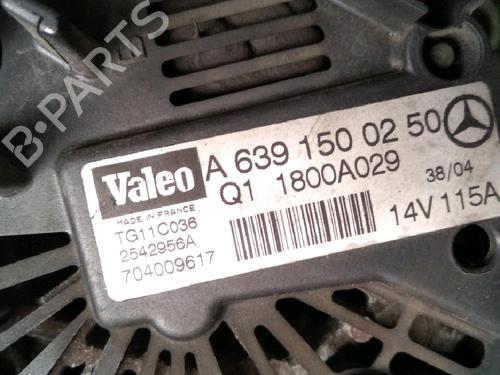 B-PARTS
Valeo
A 639 150 02 50
Q1 1800A029
38/04
MADE IN FRANCE
TG11C036
2542956A
704009617
14V 115A